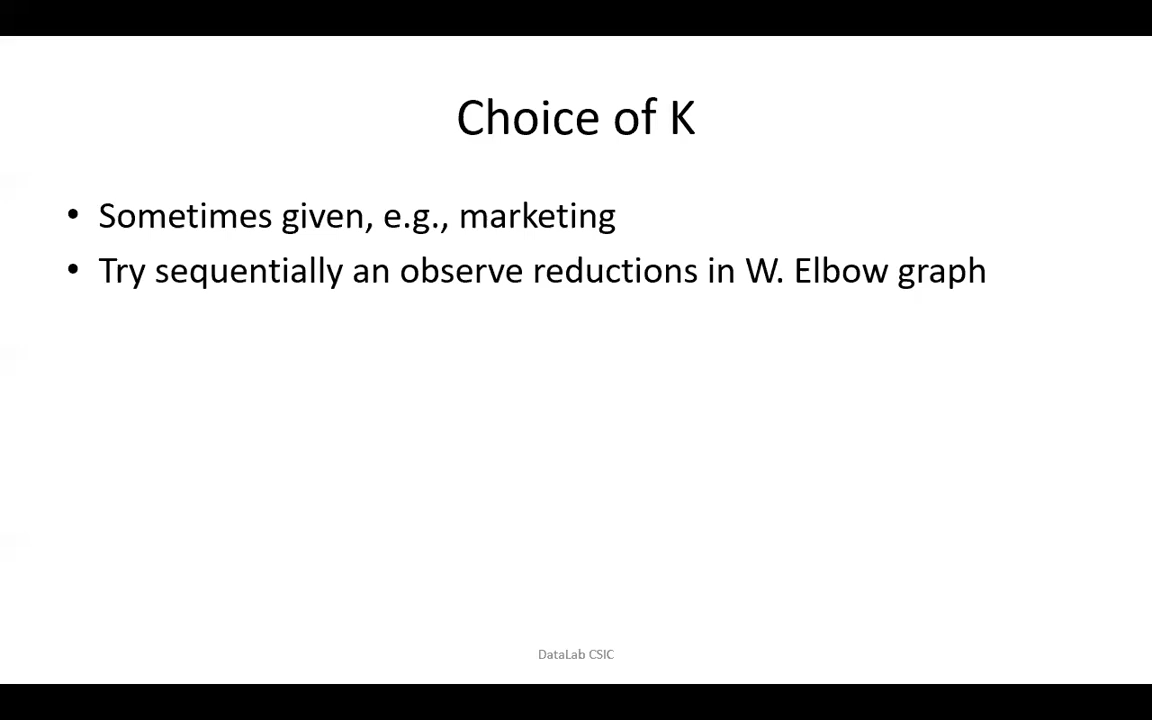 Choice of K
• Sometimes given, e.g., marketing
• Try sequentially an observe reductions in W. Elbow graph
DataLab CSIC